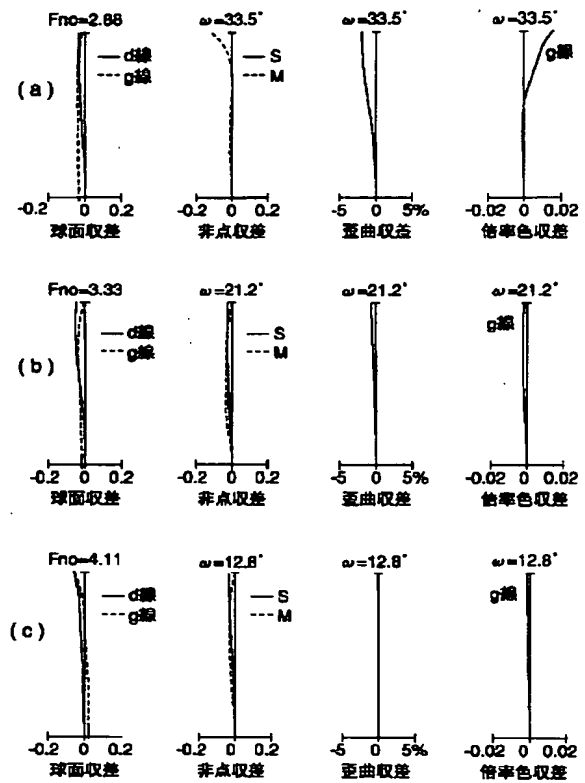 Fno=2.88 ω=33.5° ω=33.5° ω=33.5°
(a)
d線
g線
S
M
g線
-0.2 0 0.2 -0.2 0 0.2 -5 0 5% -0.02 0 0.02
球面収差 非点収差 歪曲収差 倍率色収差
Fno=3.33 ω=21.2° ω=21.2° ω=21.2°
(b)
d線
g線
S
M
g線
-0.2 0 0.2 -0.2 0 0.2 -5 0 5% -0.02 0 0.02
球面収差 非点収差 歪曲収差 倍率色収差
Fno=4.11 ω=12.8° ω=12.8° ω=12.8°
(c)
d線
g線
S
M
g線
-0.2 0 0.2 -0.2 0 0.2 -5 0 5% -0.02 0 0.02
球面収差 非点収差 歪曲収差 倍率色収差